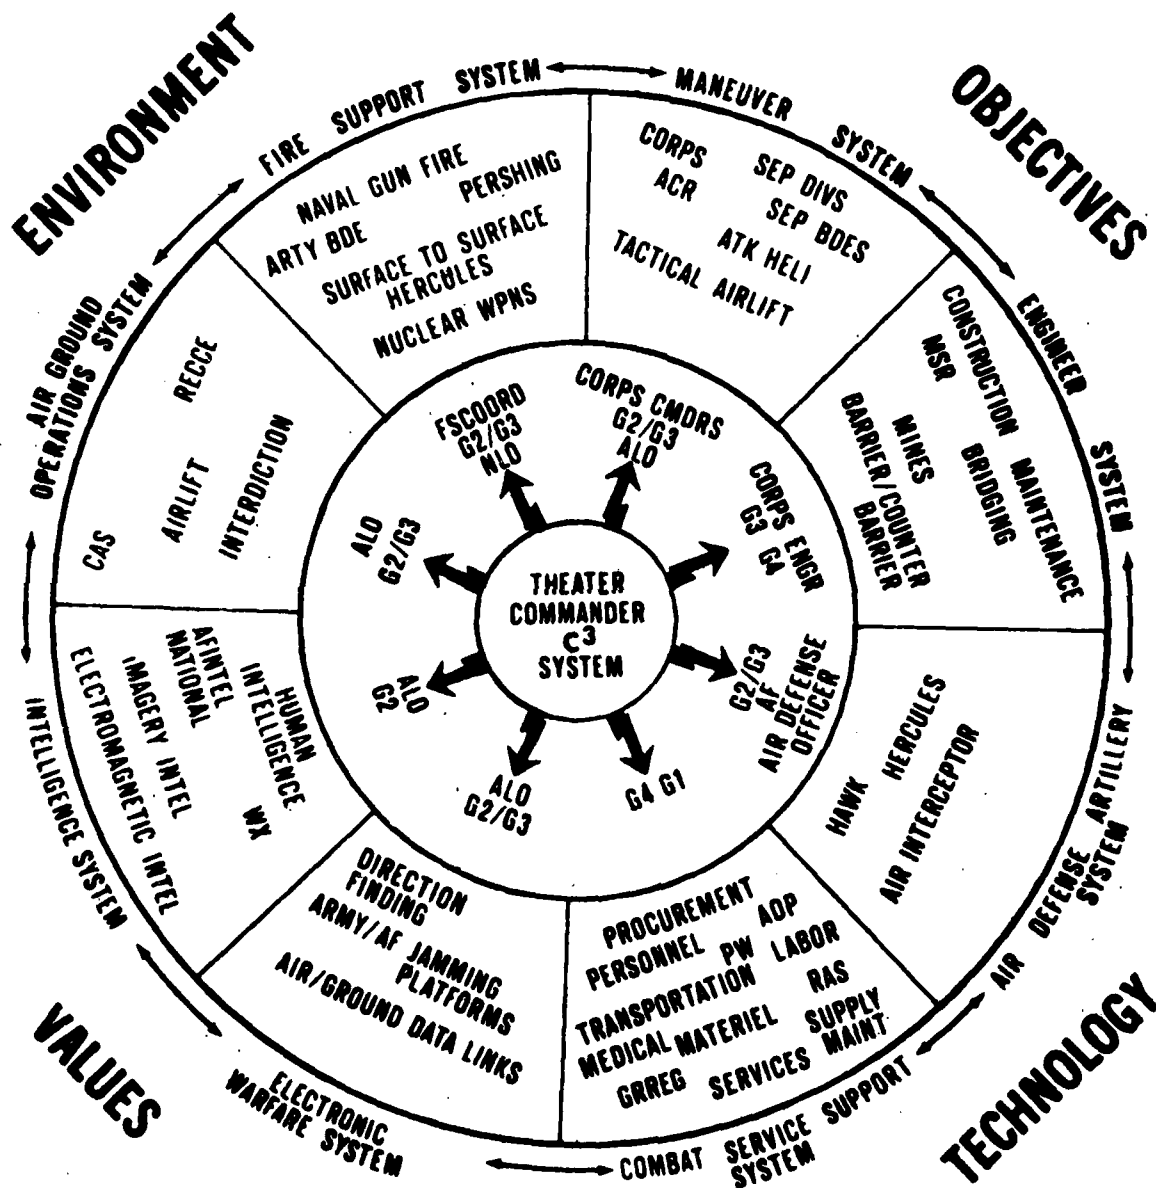 ENVIRONMENT
OBJECTIVES
VALUES
TECHNOLOGY
FIRE SUPPORT SYSTEM
NAVAL GUN FIRE
PERSHING
ARTY BDE
SURFACE TO SURFACE
HERCULES
NUCLEAR WPNS
FSCOORD
G2/G3
NLO
MANEUVER SYSTEM
CORPS
SEP DIVS
ACR
SEP BDES
ATK HELI
TACTICAL AIRLIFT
CORPS CMDRS
G2/G3
ALO
ENGINEER SYSTEM
CONSTRUCTION
MSR
MAINTENANCE
MINES
BRIDGING
BARRIER/COUNTER
BARRIER
CORPS ENGR
G3 G4
AIR DEFENSE ARTILLERY
SYSTEM
HERCULES
HAWK
AIR INTERCEPTOR
G2/G3
AF
AIR DEFENSE
OFFICER
COMBAT SERVICE SUPPORT
SYSTEM
PROCUREMENT
AOP
PERSONNEL
PW LABOR
TRANSPORTATION
RAS
MEDICAL MATERIEL
SUPPLY
GRREG
SERVICES MAINT
G4 G1
ELECTRONIC
WARFARE SYSTEM
DIRECTION
FINDING
ARMY/AF JAMMING
PLATFORMS
AIR/GROUND DATA LINKS
ALO
G2/G3
INTELLIGENCE SYSTEM
AFINTEL
NATIONAL
HUMAN
INTELLIGENCE
IMAGERY INTEL
ELECTROMAGNETIC INTEL
WX
ALO
G2
AIR GROUND
OPERATIONS SYSTEM
RECCE
AIRLIFT
INTERDICTION
CAS
ALO
G2/G3
THEATER
COMMANDER
C³
SYSTEM